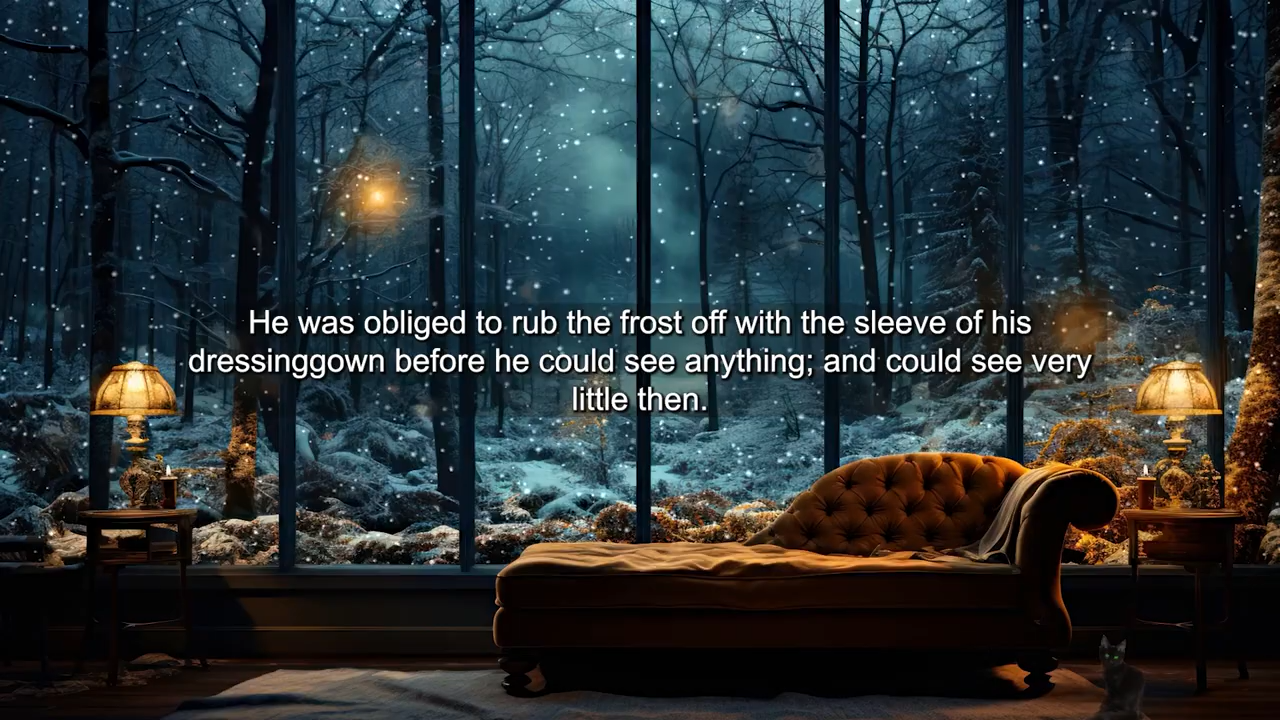 He was obliged to rub the frost off with the sleeve of his
dressinggown before he could see anything; and could see very
little then.